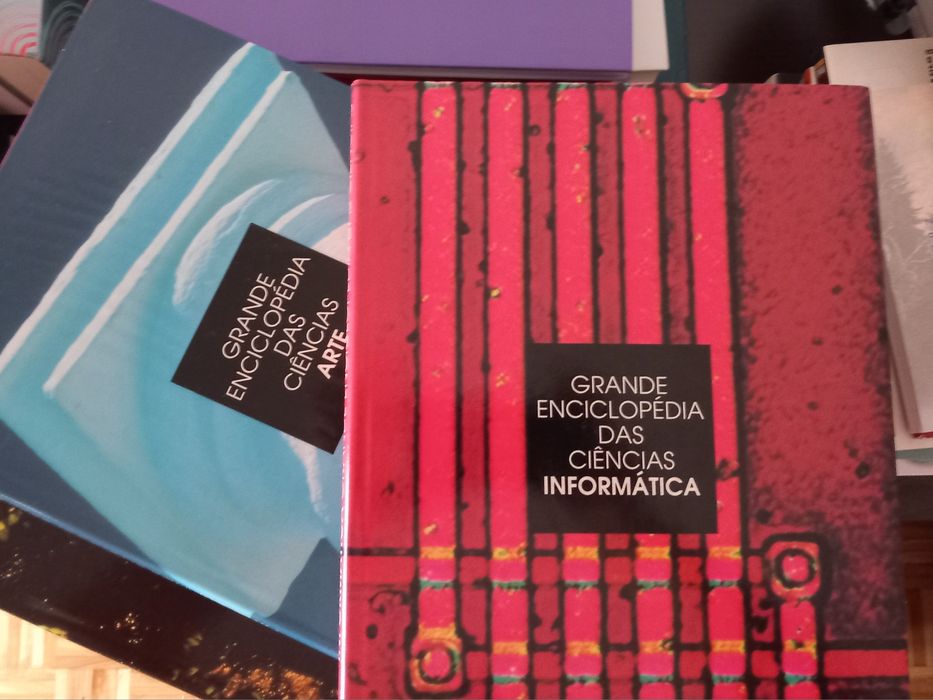 GRANDE
ENCICLOPÉDIA
DAS
CIÊNCIAS
ARTE
GRANDE
ENCICLOPÉDIA
DAS
CIÊNCIAS
INFORMÁTICA